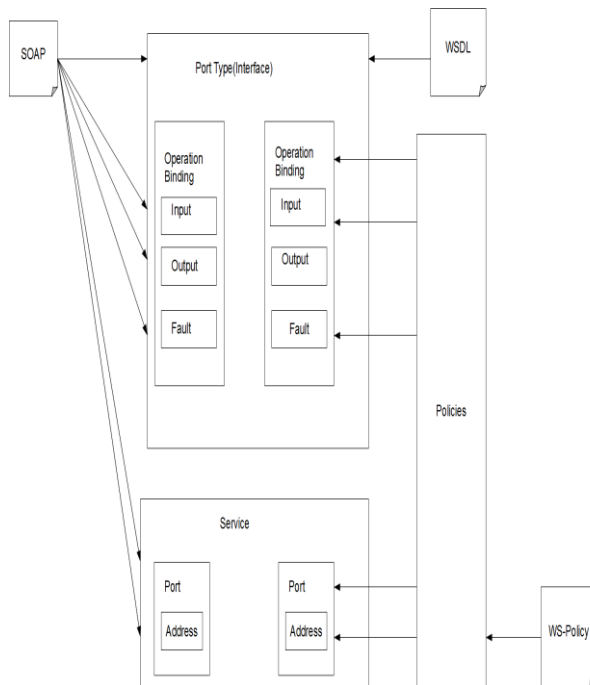 SOAP
WSDL
Port Type(Interface)
Operation
Binding
Input
Output
Fault
Operation
Binding
Input
Output
Fault
Policies
Service
Port
Address
Port
Address
WS-Policy